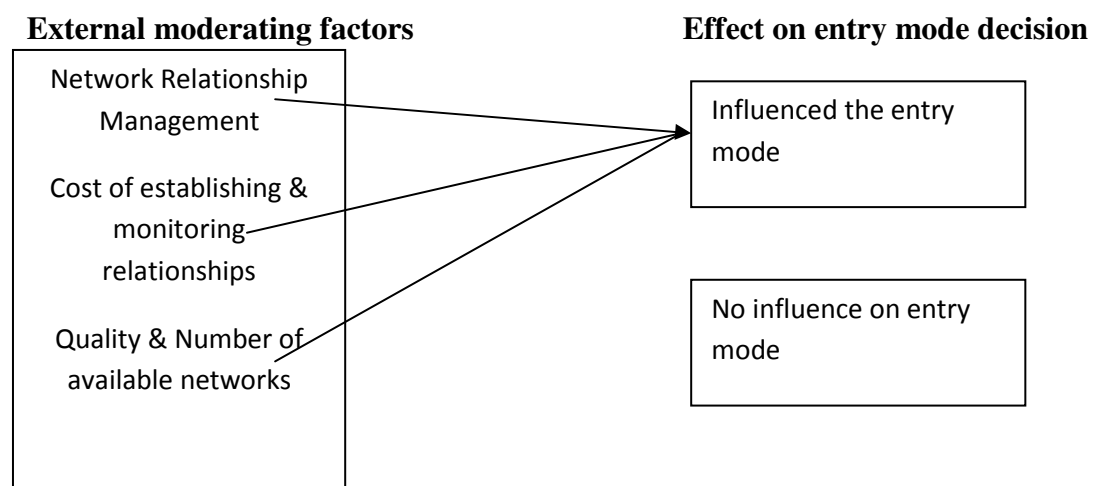 External moderating factors
Effect on entry mode decision
Network Relationship
Management
Cost of establishing &
monitoring
relationships
Quality & Number of
available networks
Influenced the entry
mode
No influence on entry
mode